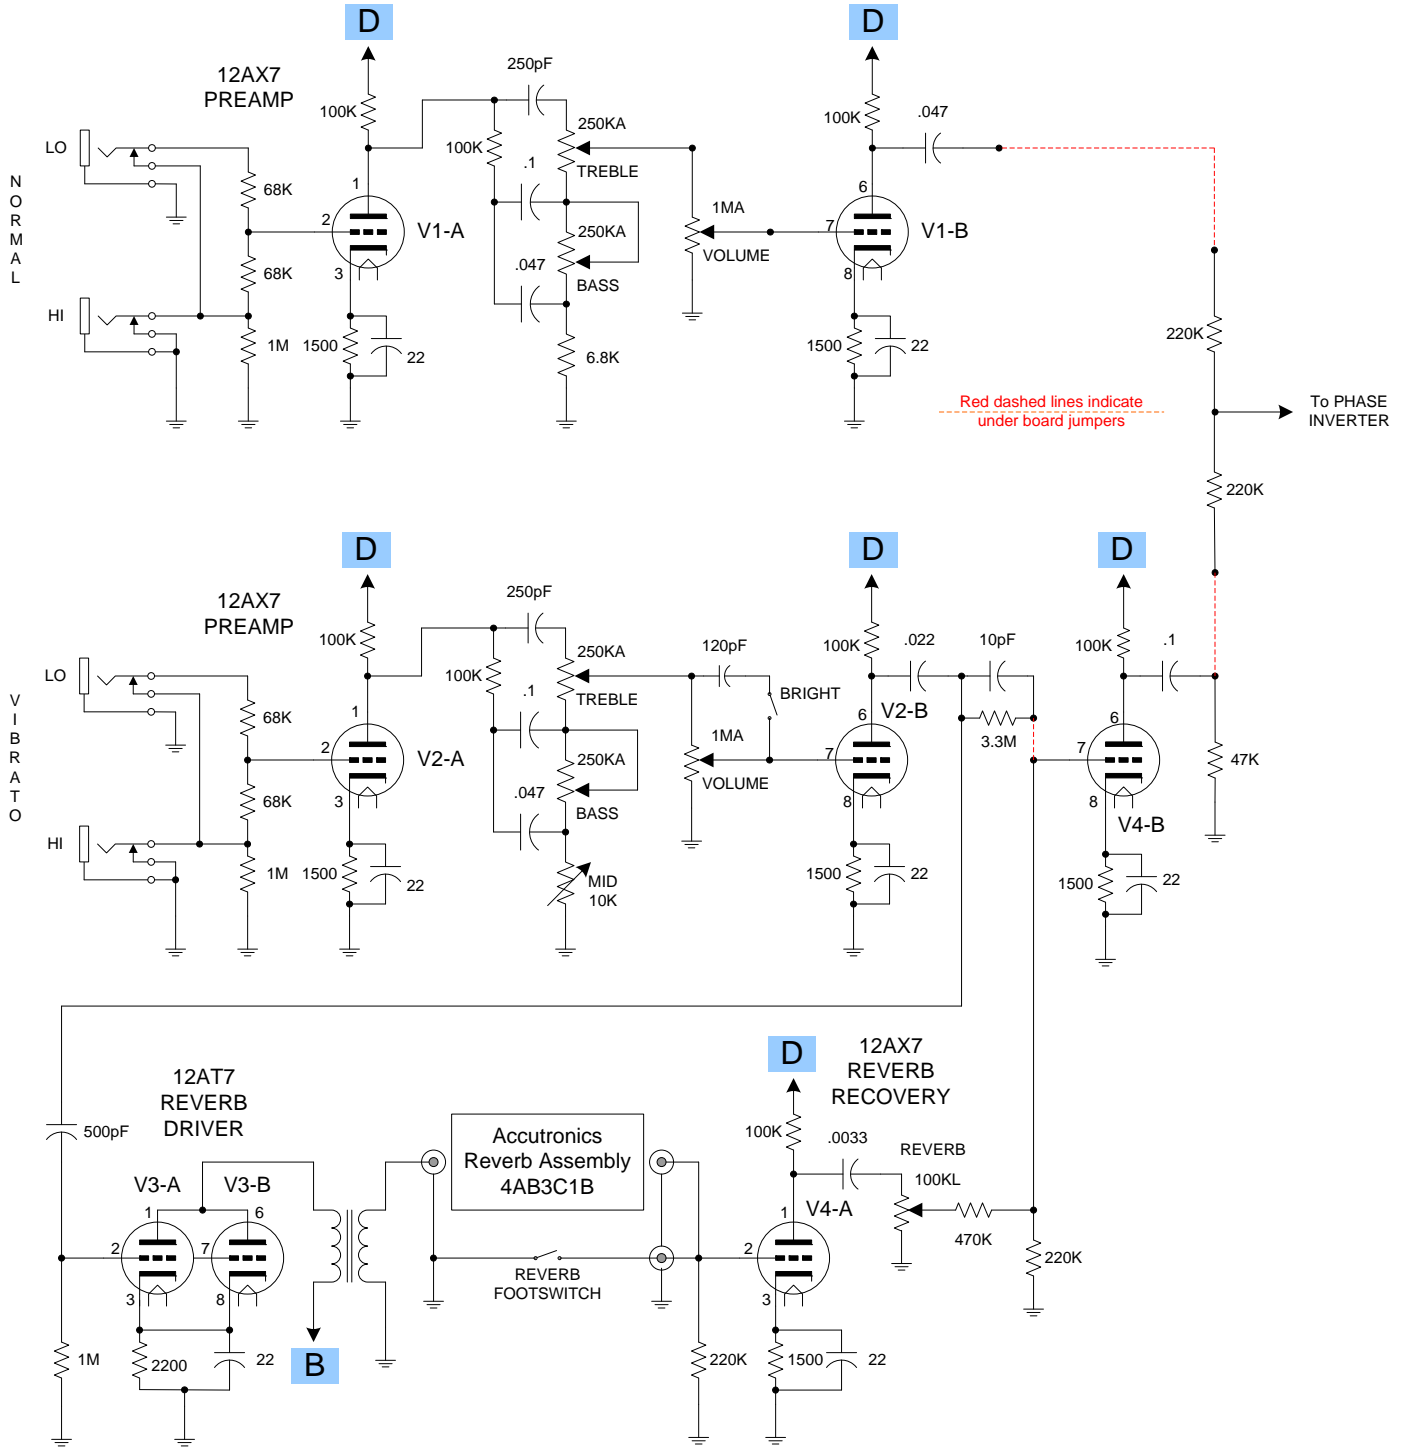 D
D
12AX7
PREAMP
250pF
100K
100K
.047
LO
250KA
100K
TREBLE
.1
NORMAL
68K
1
6
2
V1-A
1MA
7
V1-B
250KA
VOLUME
68K
3
.047
BASS
8
HI
1M
1500
22
6.8K
1500
22
220K
Red dashed lines indicate
under board jumpers
To PHASE
INVERTER
220K
D
D
D
12AX7
PREAMP
250pF
100K
120pF
100K
.022
10pF
100K
.1
LO
250KA
100K
TREBLE
BRIGHT
VIBRATO
68K
1
.1
6
V2-B
3.3M
6
2
V2-A
1MA
7
7
250KA
VOLUME
47K
68K
3
.047
BASS
8
8
V4-B
HI
1M
1500
22
MID
10K
1500
22
1500
22
D
12AX7
REVERB
RECOVERY
12AT7
REVERB
DRIVER
500pF
Accutronics
Reverb Assembly
4AB3C1B
100K
.0033
REVERB
100KL
V3-A
V3-B
1
6
1
V4-A
470K
2
7
2
220K
REVERB
FOOTSWITCH
3
8
3
1M
2200
22
B
220K
1500
22